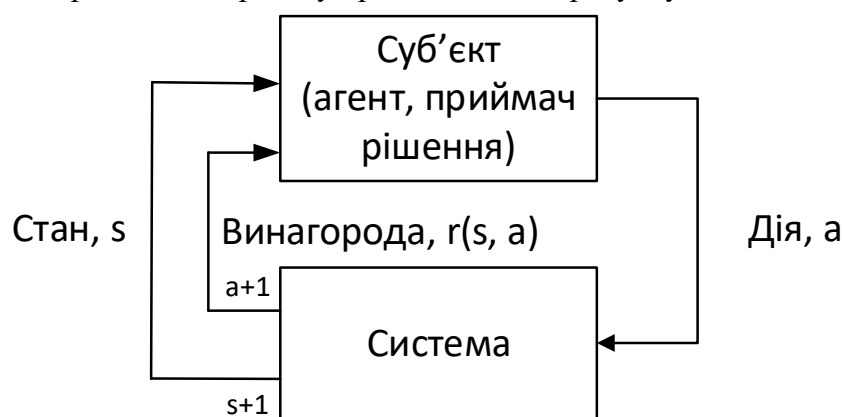 Суб’єкт
(агент, приймач
рішення)
Стан, s
Винагорода, r(s, a)
Дія, a
a+1
Система
s+1